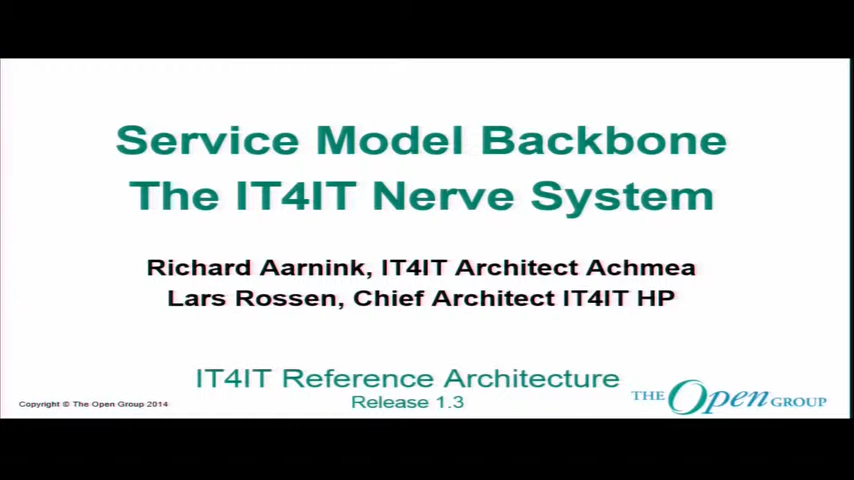 Service Model Backbone
The IT4IT Nerve System
Richard Aarnink, IT4IT Architect Achmea
Lars Rossen, Chief Architect IT4IT HP
IT4IT Reference Architecture
Release 1.3
Copyright © The Open Group 2014
THE Open GROUP